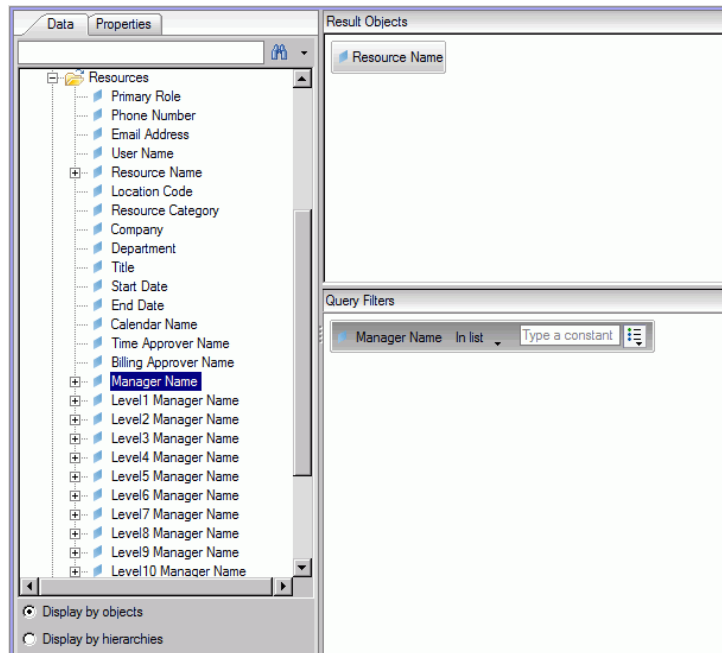 Data Properties
Resources
Primary Role
Phone Number
Email Address
User Name
Resource Name
Location Code
Resource Category
Company
Department
Title
Start Date
End Date
Calendar Name
Time Approver Name
Billing Approver Name
Manager Name
Level1 Manager Name
Level2 Manager Name
Level3 Manager Name
Level4 Manager Name
Level5 Manager Name
Level6 Manager Name
Level7 Manager Name
Level8 Manager Name
Level9 Manager Name
Level10 Manager Name
Display by objects
Display by hierarchies
Result Objects
Resource Name
Query Filters
Manager Name In list Type a constant